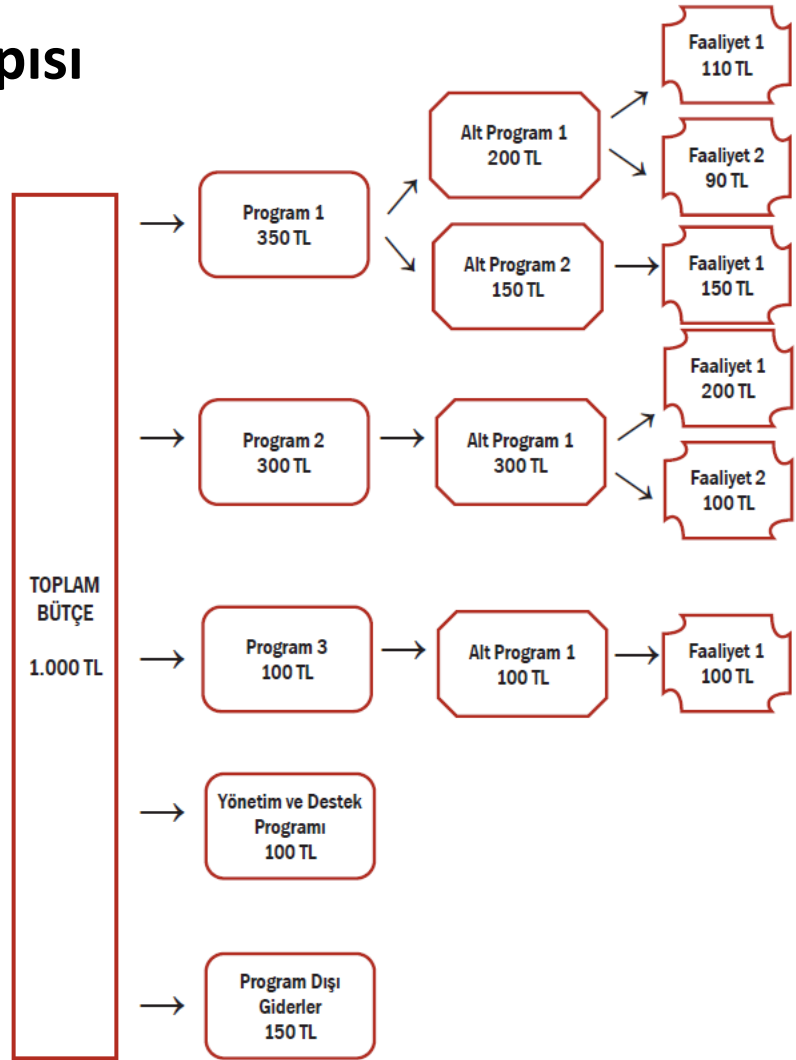 pısı
TOPLAM
BÜTÇE
1.000 TL
Program 1
350 TL
Alt Program 1
200 TL
Faaliyet 1
110 TL
Faaliyet 2
90 TL
Alt Program 2
150 TL
Faaliyet 1
150 TL
Program 2
300 TL
Alt Program 1
300 TL
Faaliyet 1
200 TL
Faaliyet 2
100 TL
Program 3
100 TL
Alt Program 1
100 TL
Faaliyet 1
100 TL
Yönetim ve Destek
Programı
100 TL
Program Dışı
Giderler
150 TL